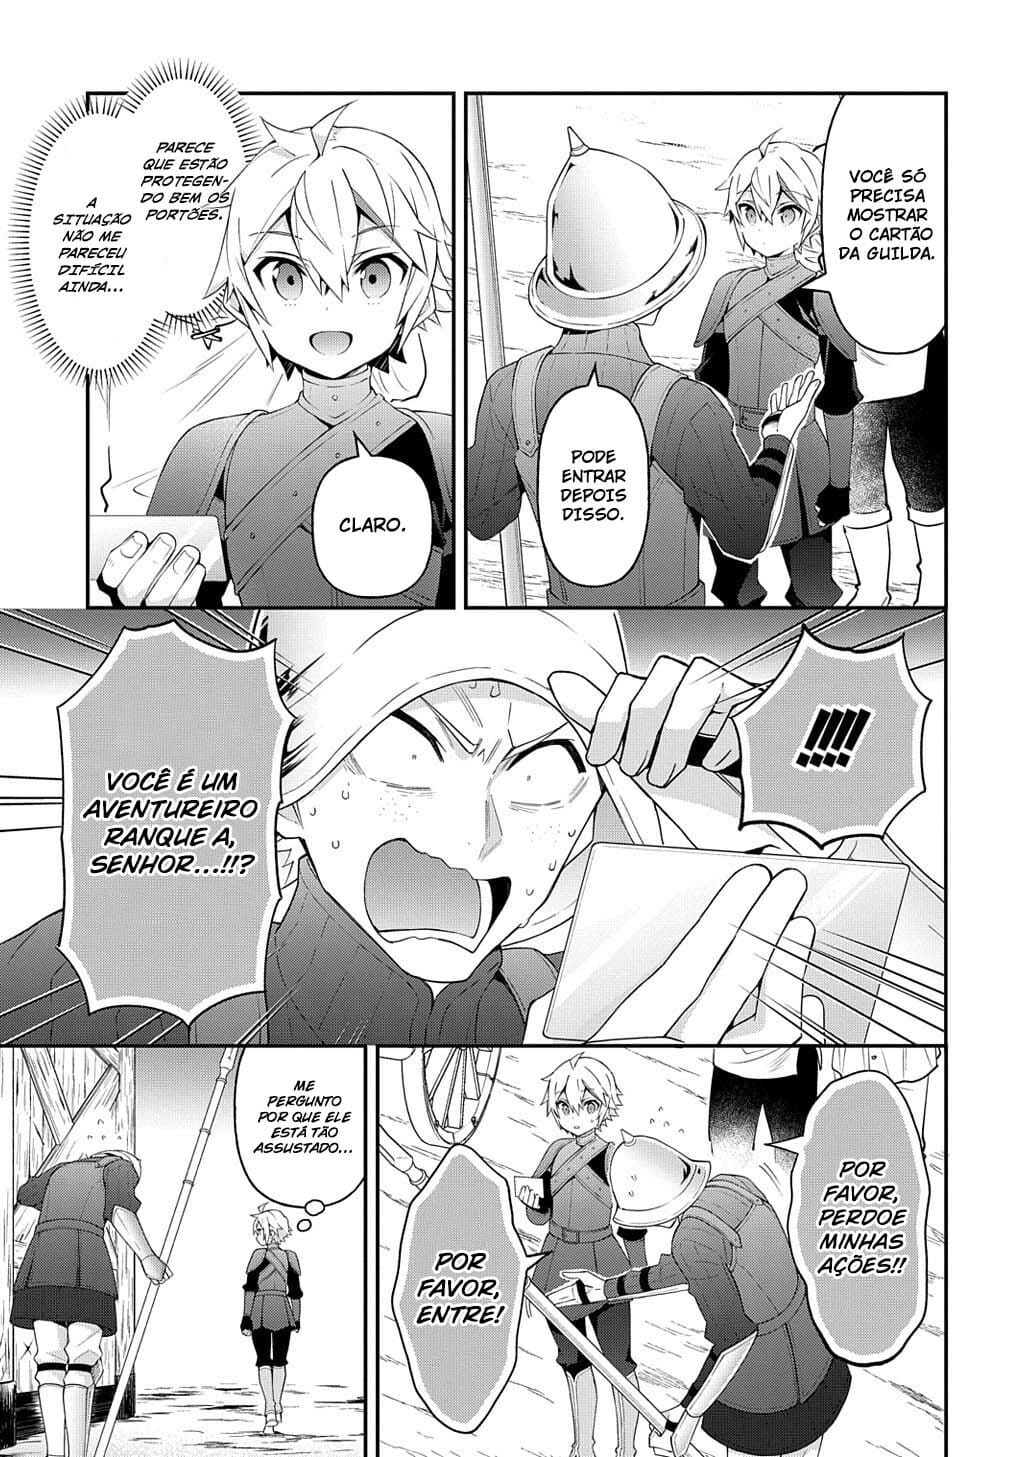 VOCÊ SÓ
PRECISA
MOSTRAR
O CARTÃO
DA GUILDA.
PODE
ENTRAR
DEPOIS
DISSO.
PARECE
QUE ESTÃO
PROTEGEN-
DO BEM OS
PORTÕES.
A
SITUAÇÃO
NÃO ME
PARECEU
DIFÍCIL
AINDA...
CLARO.
!!!!!
VOCÊ É UM
AVENTUREIRO
RANQUE A,
SENHOR...!!?
POR
FAVOR,
PERDOE
MINHAS
AÇÕES!!
POR
FAVOR,
ENTRE!
ME
PERGUNTO
POR QUE ELE
ESTÁ TÃO
ASSUSTADO...